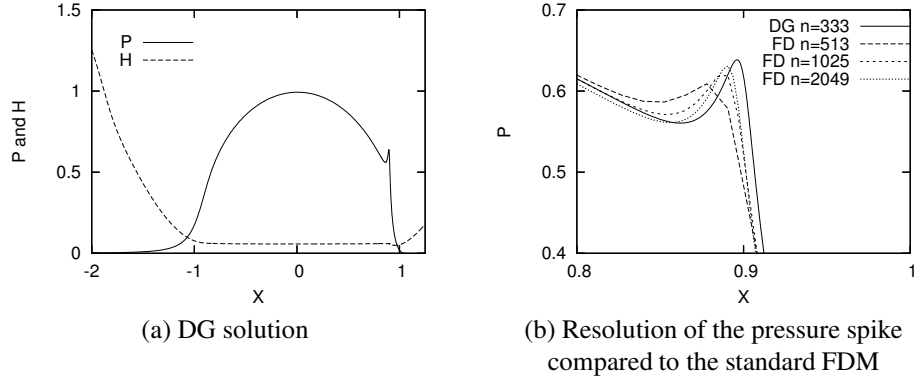 1.5
1
0.5
0
P and H
P
H
-2
-1
0
1
X
(a) DG solution
0.7
0.6
0.5
0.4
P
DG n=333
FD n=513
FD n=1025
FD n=2049
0.8
0.9
1
X
(b) Resolution of the pressure spike
compared to the standard FDM